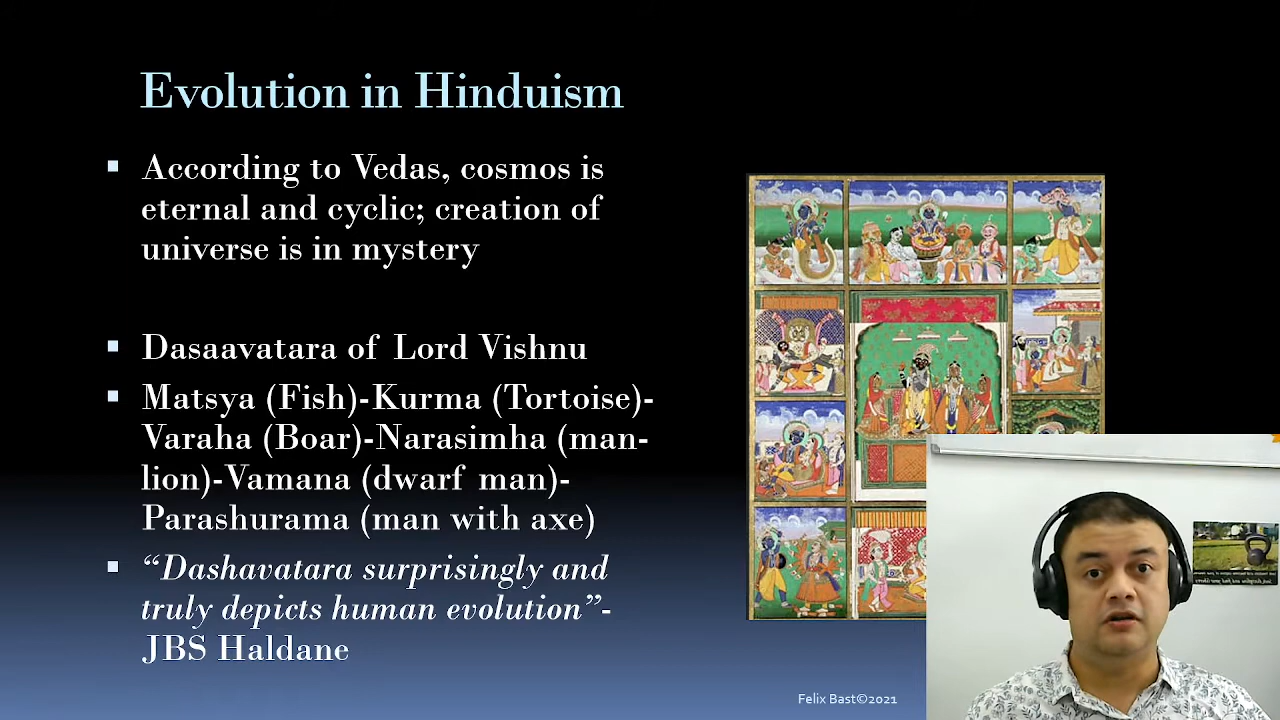 Evolution in Hinduism
▪ According to Vedas, cosmos is
eternal and cyclic; creation of
universe is in mystery
▪ Dasaavatara of Lord Vishnu
▪ Matsya (Fish)-Kurma (Tortoise)-
Varaha (Boar)-Narasimha (man-
lion)-Vamana (dwarf man)-
Parashurama (man with axe)
▪ “Dashavatara surprisingly and
truly depicts human evolution”-
JBS Haldane
Felix Bast©2021